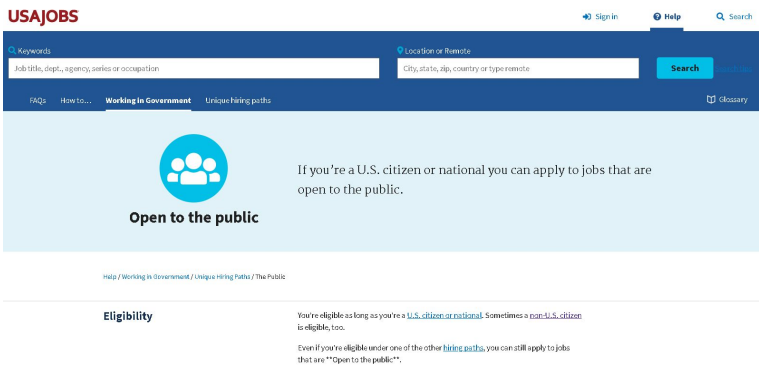 USAJOBS
Sign in
Help
Search
Keywords
Location or Remote
Job title, dept., agency, series or occupation
City, state, zip, country or type remote
Search
FAQs
How to...
Working in Government
Unique hiring paths
Glossary
If you're a U.S. citizen or national you can apply to jobs that are
open to the public.
Open to the public
Help / Working in Government / Unique Hiring Paths / The Public
Eligibility
You're eligible as long as you're a U.S. citizen or national. Sometimes a non-U.S. citizen
is eligible, too.
Even if you're eligible under one of the other hiring paths, you can still apply to jobs
that are **Open to the public**.